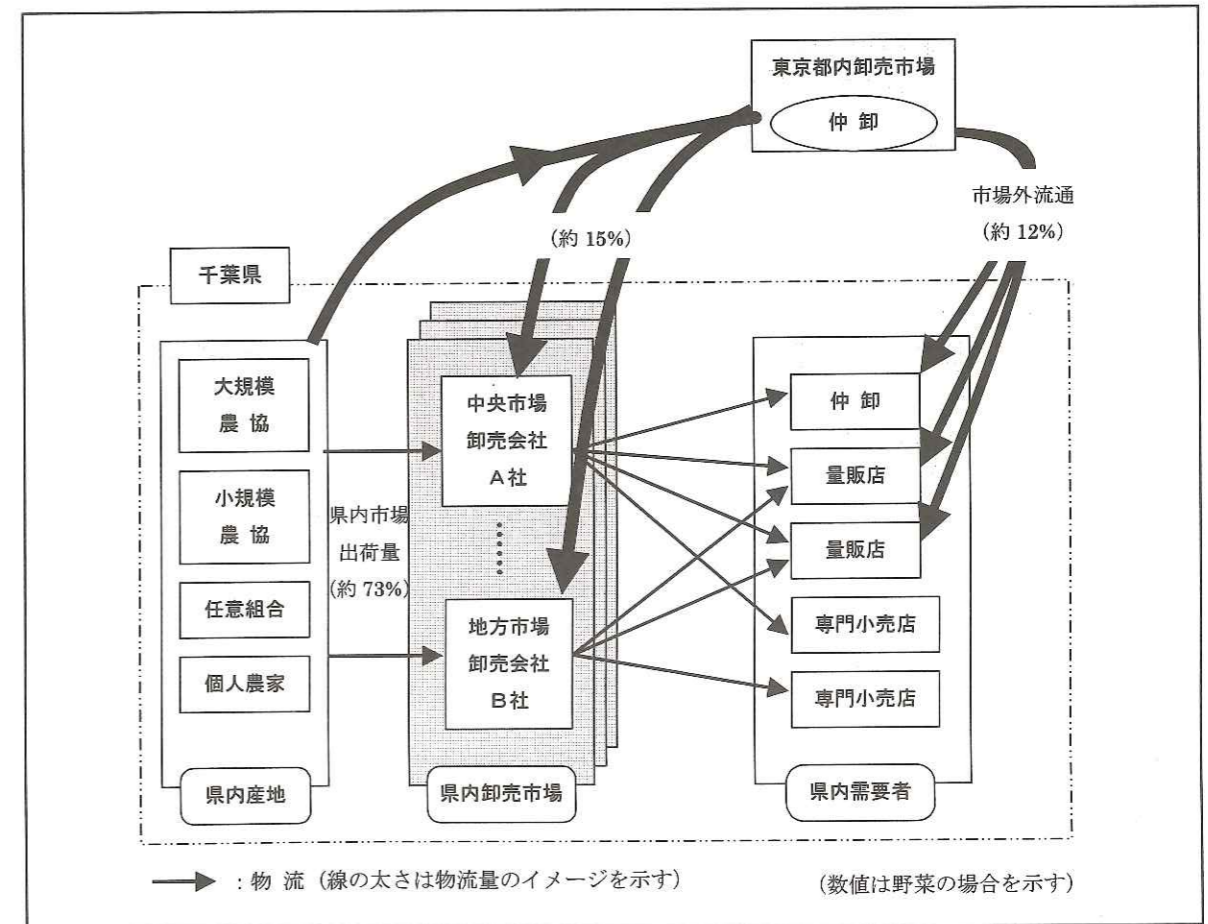 東京都内卸売市場
仲 卸
市場外流通
(約 12%)
(約 15%)
千葉県
大規模
農 協
小規模
農 協
任意組合
個人農家
県内産地
県内市場
出荷量
(約 73%)
中央市場
卸売会社
A社
地方市場
卸売会社
B社
県内卸売市場
仲 卸
量販店
量販店
専門小売店
専門小売店
県内需要者
:物 流(線の太さは物流量のイメージを示す)
(数値は野菜の場合を示す)